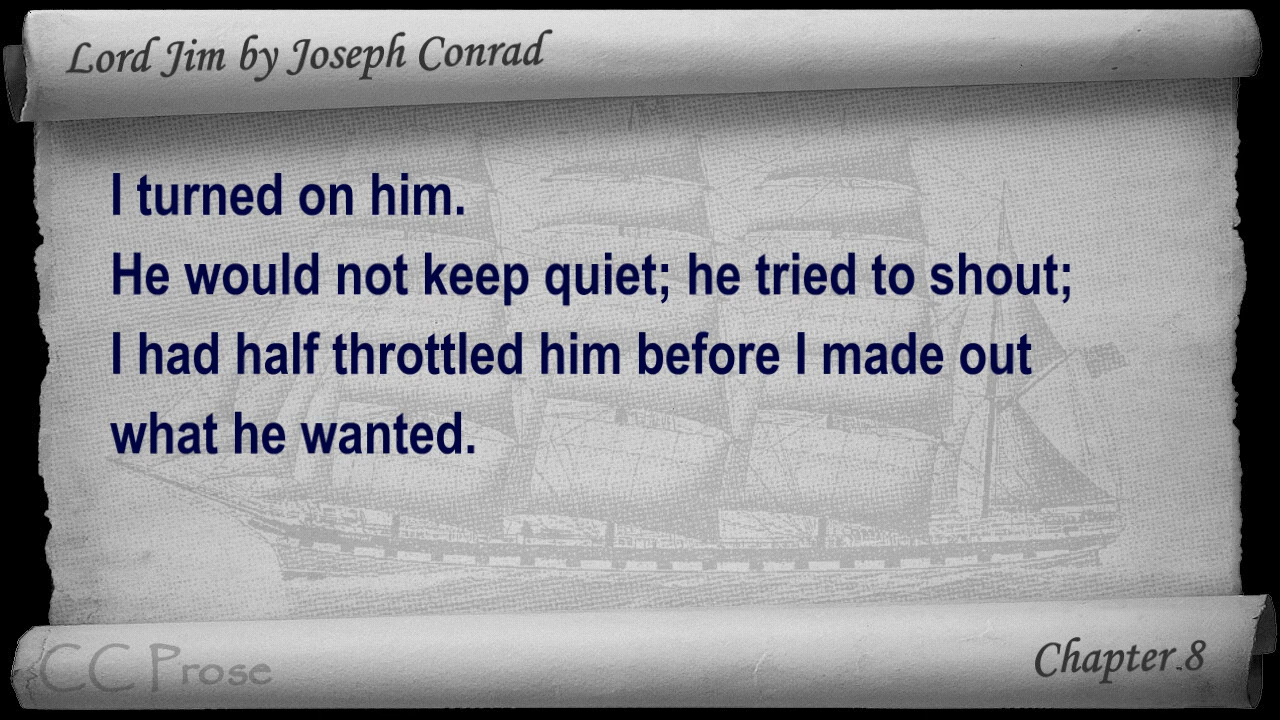 Lord Jim by Joseph Conrad
I turned on him.
He would not keep quiet; he tried to shout;
I had half throttled him before I made out
what he wanted.
CC Prose
Chapter 8